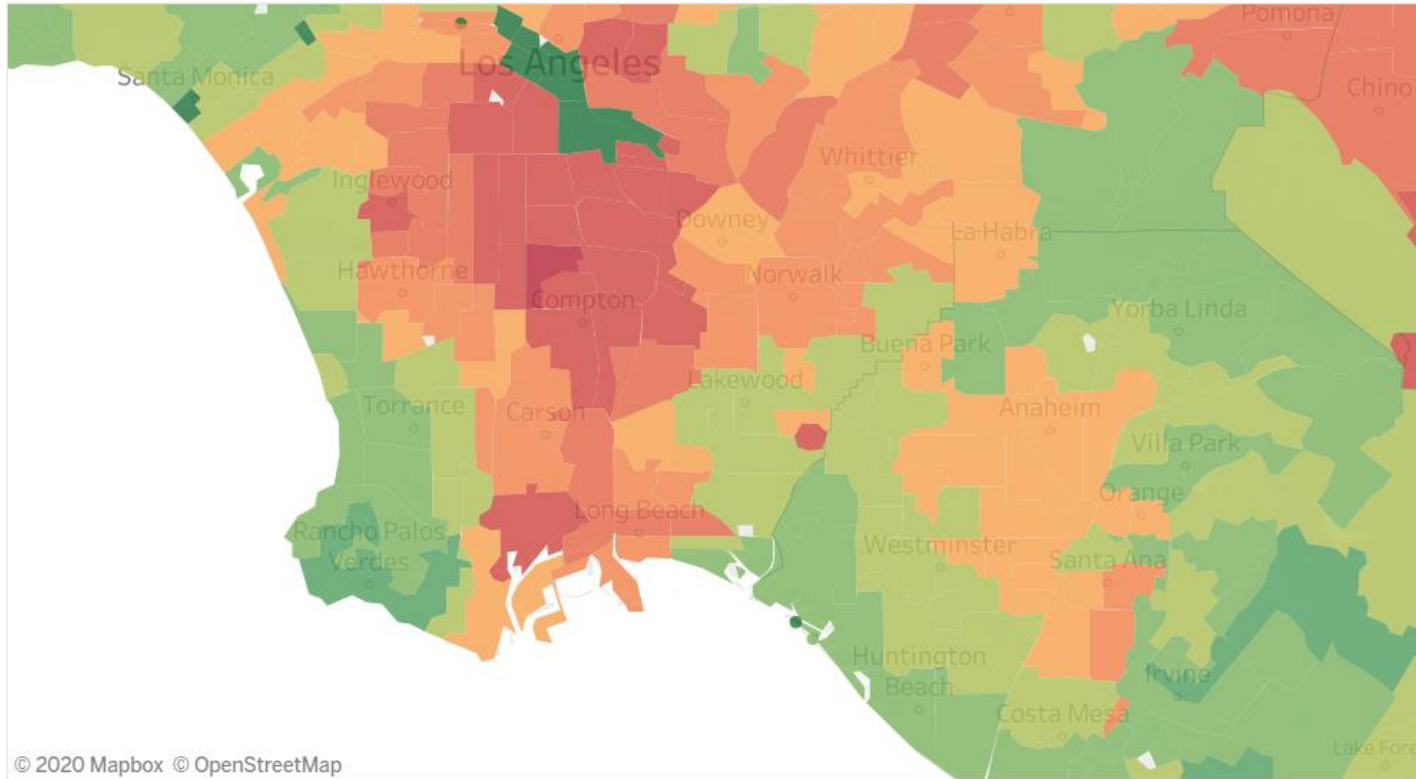 Pomona
Los Angeles
Santa Monica
Chino
Whittier
Inglewood
Downey
La Habra
Hawthorne
Norwalk
Compton
Yorba Linda
Buena Park
Lakewood
Torrance
Carson
Anaheim
Villa Park
Orange
Long Beach
Rancho Palos
Verdes
Westminster
Santa Ana
Huntington
Beach
Irvine
Costa Mesa
Lake Fore
© 2020 Mapbox © OpenStreetMap